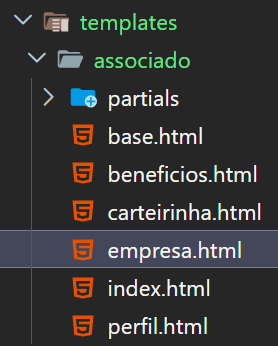 templates
associado
partials
base.html
beneficios.html
carteirinha.html
empresa.html
index.html
perfil.html